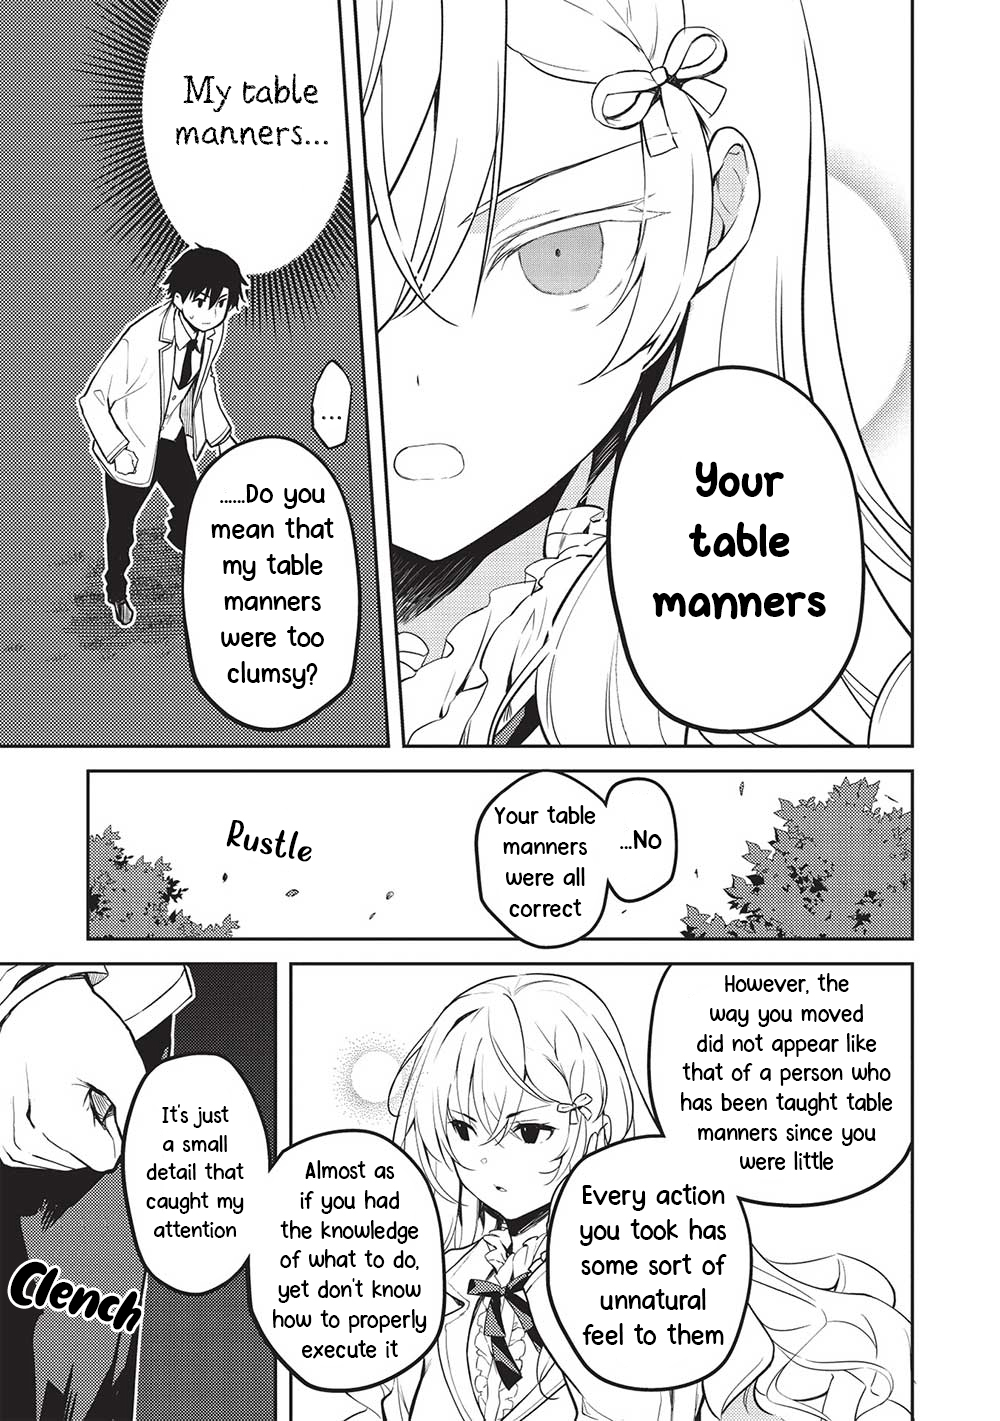 Your
table
manners
My table
manners...
...
......Do you
mean that
my table
manners
were too
clumsy?
...No
Your table
manners
were all
correct
Rustle
However, the
way you moved
did not appear like
that of a person who
has been taught table
manners since you
were little
Every action
you took has
some sort of
unnatural
feel to them
Almost as
if you had
the knowledge
of what to do,
yet don't know
how to properly
execute it
It's just
a small
detail that
caught my
attention
Clench